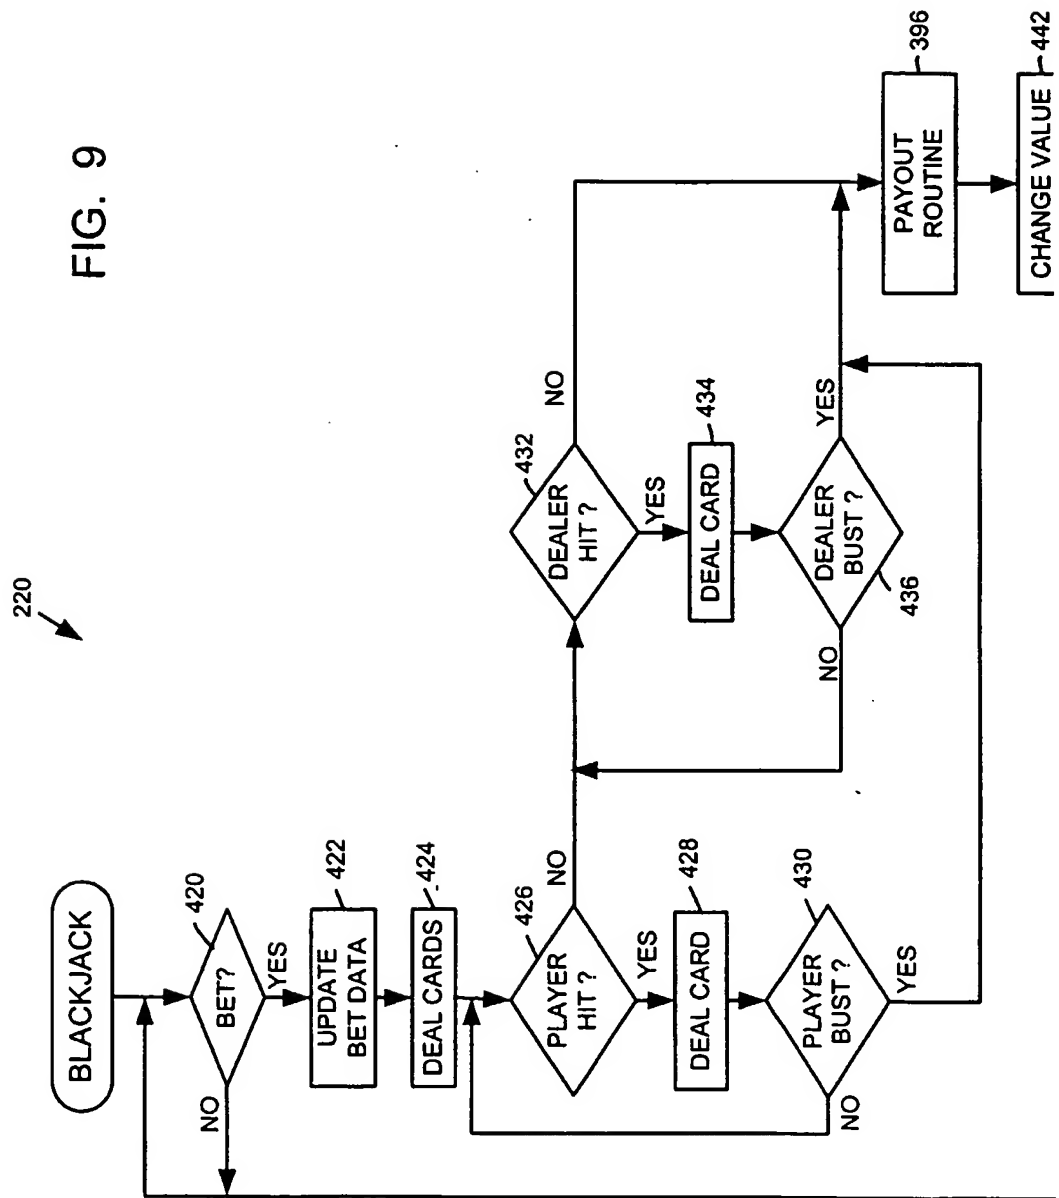 FIG. 9
220
BLACKJACK
420
BET?
NO
YES
422
UPDATE
BET DATA
424
DEAL CARDS
426
PLAYER
HIT ?
NO
YES
428
DEAL CARD
430
PLAYER
BUST ?
NO
YES
432
DEALER
HIT ?
NO
YES
434
DEAL CARD
DEALER
BUST ?
436
NO
YES
396
PAYOUT
ROUTINE
442
CHANGE VALUE